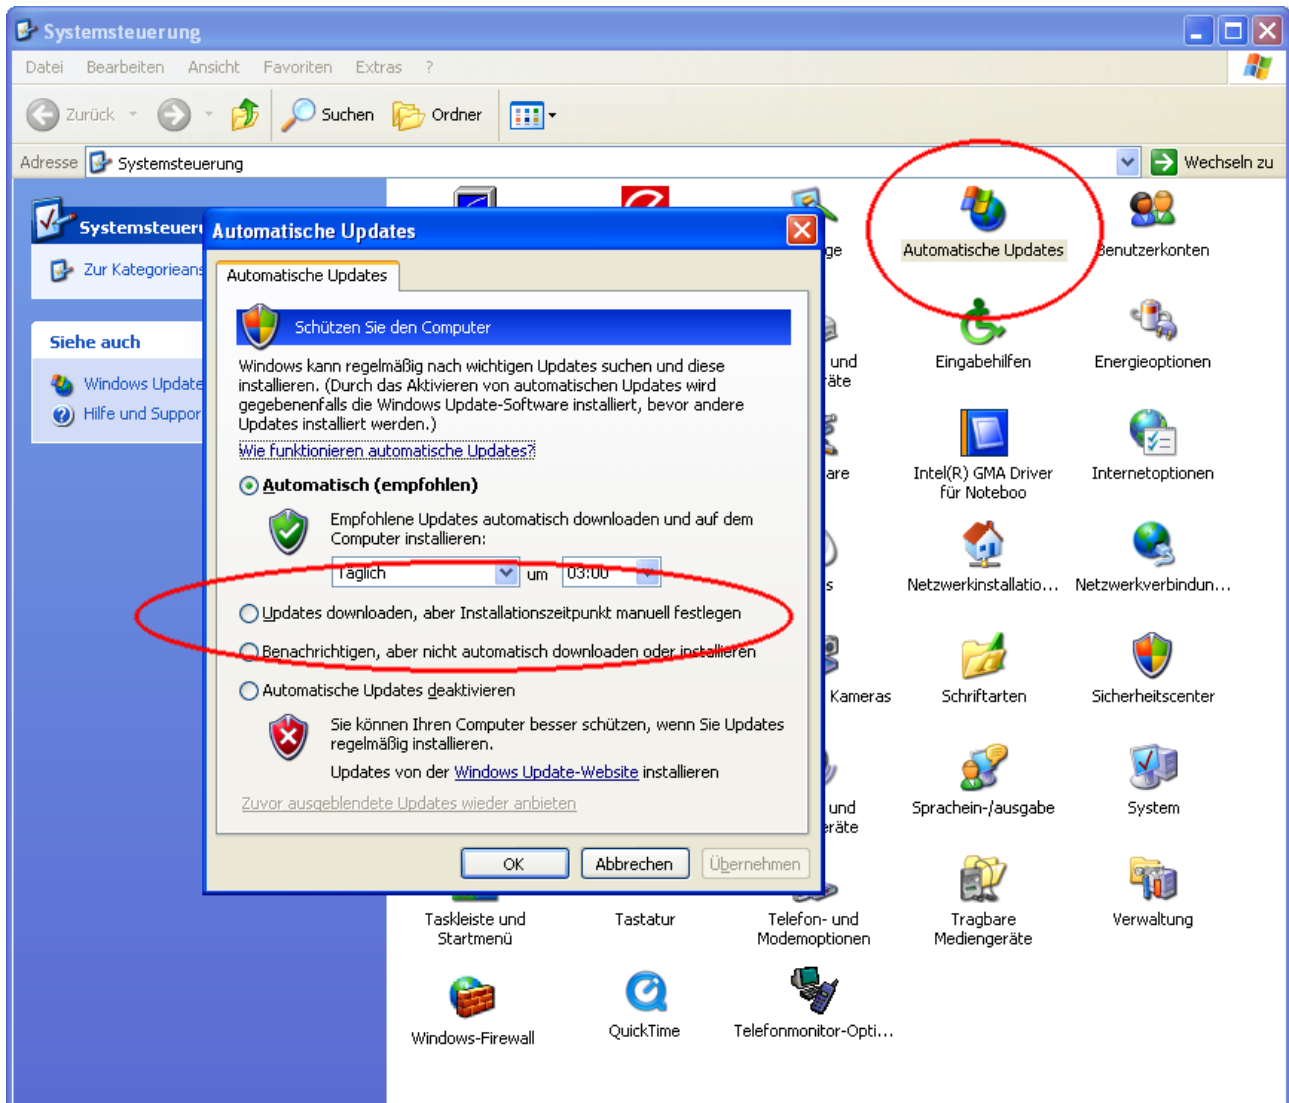 Systemsteuerung
Datei Bearbeiten Ansicht Favoriten Extras ?
Zurück Suchen Ordner
Adresse Systemsteuerung Wechseln zu
Zur Kategorieans
Siehe auch
Windows Update
Hilfe und Suppor
Automatische Updates
Automatische Updates
Schützen Sie den Computer
Windows kann regelmäßig nach wichtigen Updates suchen und diese
installieren. (Durch das Aktivieren von automatischen Updates wird
gegebenenfalls die Windows Update-Software installiert, bevor andere
Updates installiert werden.)
Wie funktionieren automatische Updates?
Automatisch (empfohlen)
Empfohlene Updates automatisch downloaden und auf dem
Computer installieren:
Täglich um 03:00
Updates downloaden, aber Installationszeitpunkt manuell festlegen
Benachrichtigen, aber nicht automatisch downloaden oder installieren
Automatische Updates deaktivieren
Sie können Ihren Computer besser schützen, wenn Sie Updates
regelmäßig installieren.
Updates von der Windows Update-Website installieren
Zuvor ausgeblendete Updates wieder anbieten
OK Abbrechen Übernehmen
Automatische Updates Benutzerkonten
und Eingabehilfen Energieoptionen
Intel(R) GMA Driver Internetoptionen
für Noteboo
Netzwerkinstallatio... Netzwerkverbindun...
Kameras Schriftarten Sicherheitscenter
und Sprachein-/ausgabe System
Taskleiste und Tastatur Telefon- und Tragbare Verwaltung
Startmenü Modemoptionen Mediengeräte
Windows-Firewall QuickTime Telefonmonitor-Opti...